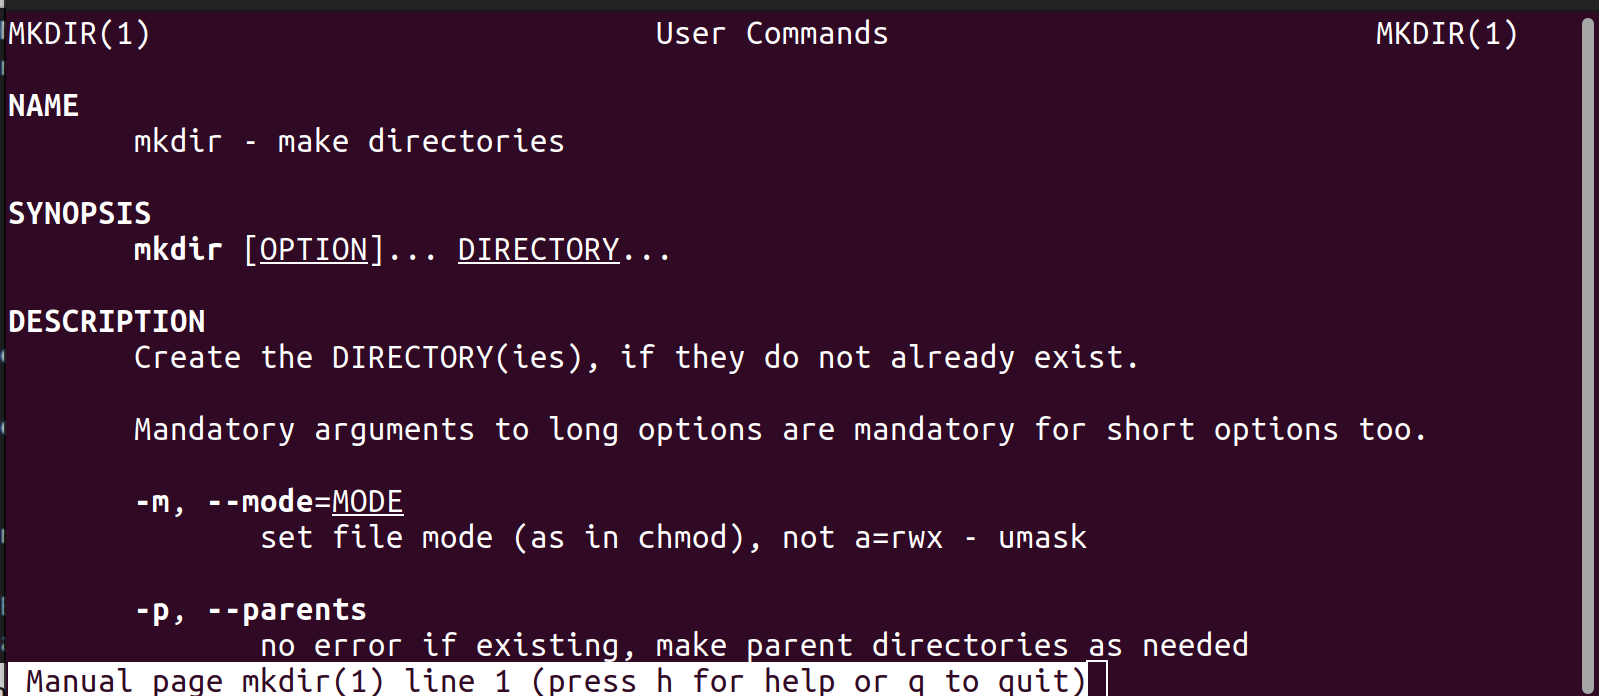 MKDIR(1) User Commands MKDIR(1)
NAME
mkdir - make directories
SYNOPSIS
mkdir [OPTION]... DIRECTORY...
DESCRIPTION
Create the DIRECTORY(ies), if they do not already exist.
Mandatory arguments to long options are mandatory for short options too.
-m, --mode=MODE
set file mode (as in chmod), not a=rwx - umask
-p, --parents
no error if existing, make parent directories as needed
Manual page mkdir(1) line 1 (press h for help or q to quit)